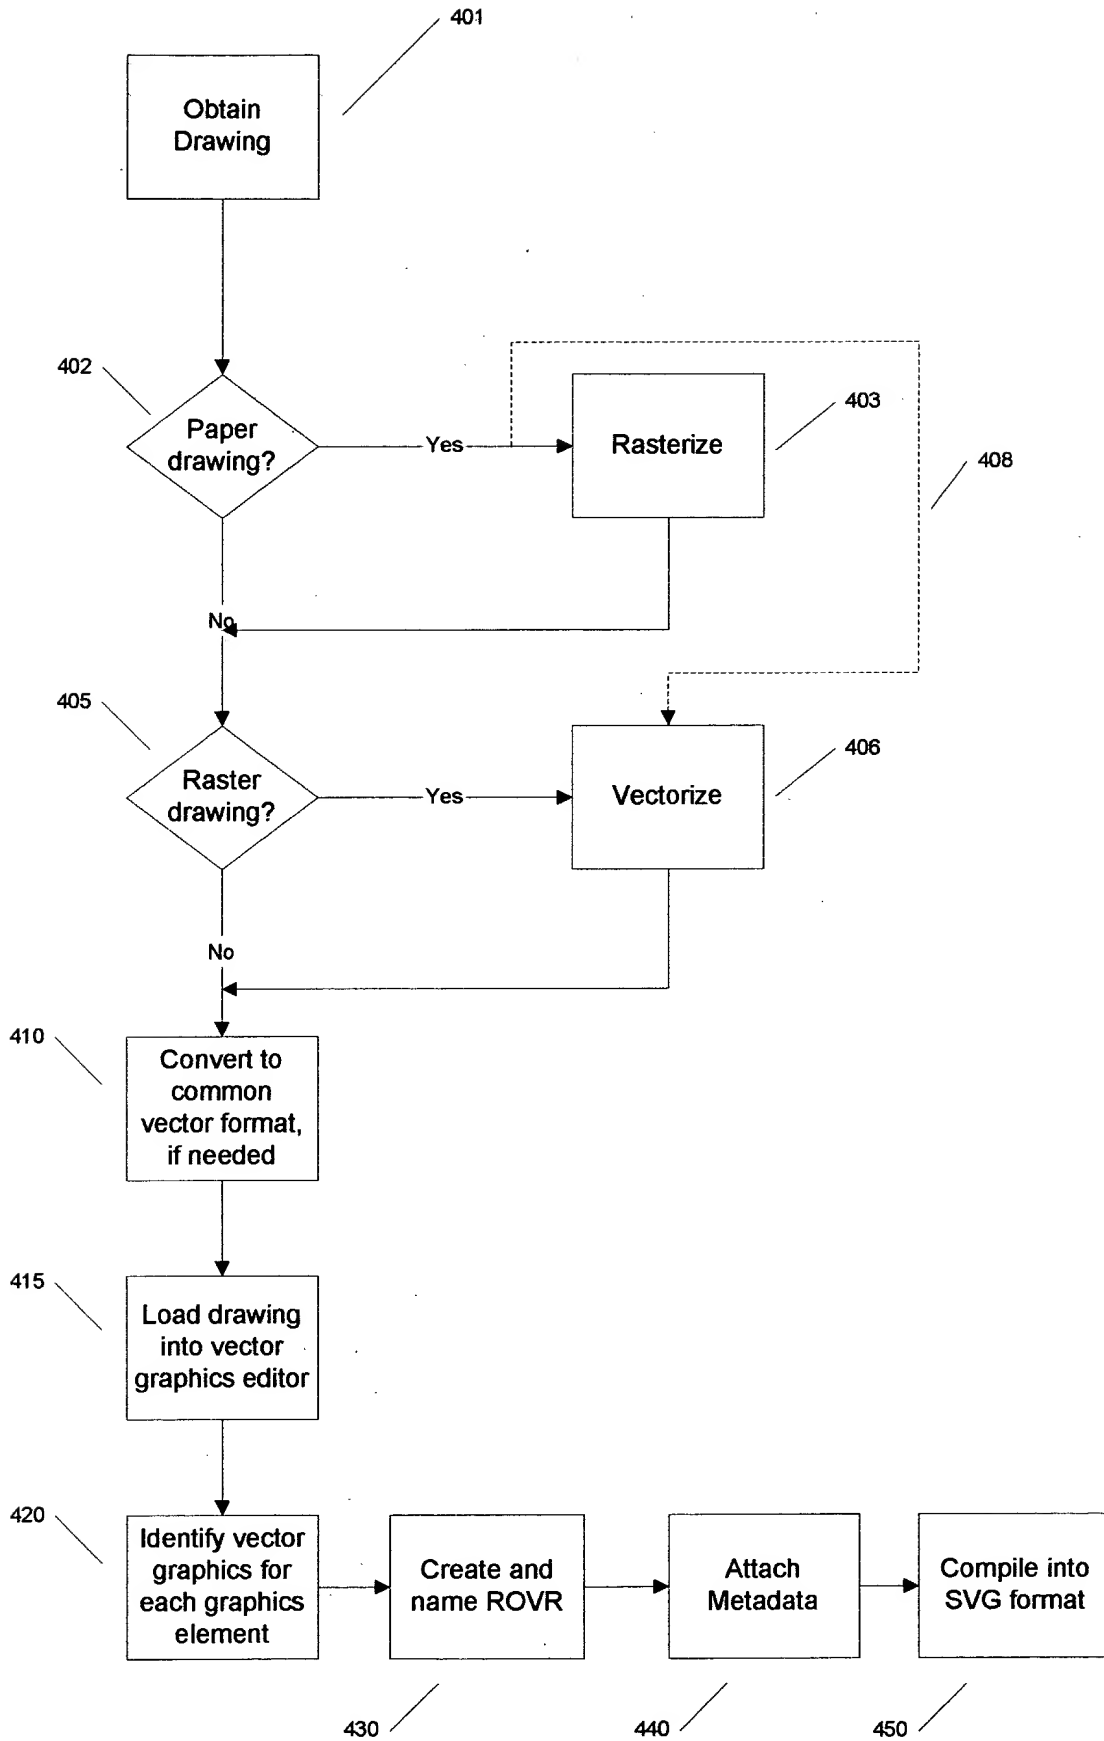 401
Obtain
Drawing
402
Paper
drawing?
Yes
Rasterize
403
408
No
405
Raster
drawing?
Yes
Vectorize
406
No
410
Convert to
common
vector format,
if needed
415
Load drawing
into vector
graphics editor
420
Identify vector
graphics for
each graphics
element
Create and
name ROVR
Attach
Metadata
Compile into
SVG format
430
440
450